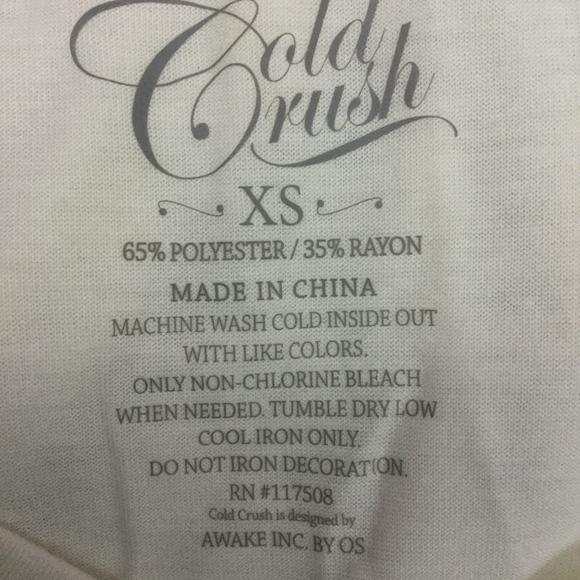 Cold
Crush
XS
65% POLYESTER / 35% RAYON
MADE IN CHINA
MACHINE WASH COLD INSIDE OUT
WITH LIKE COLORS.
ONLY NON-CHLORINE BLEACH
WHEN NEEDED. TUMBLE DRY LOW
COOL IRON ONLY.
DO NOT IRON DECORATION.
RN #117508
Cold Crush is designed by
AWAKE INC. BY OS